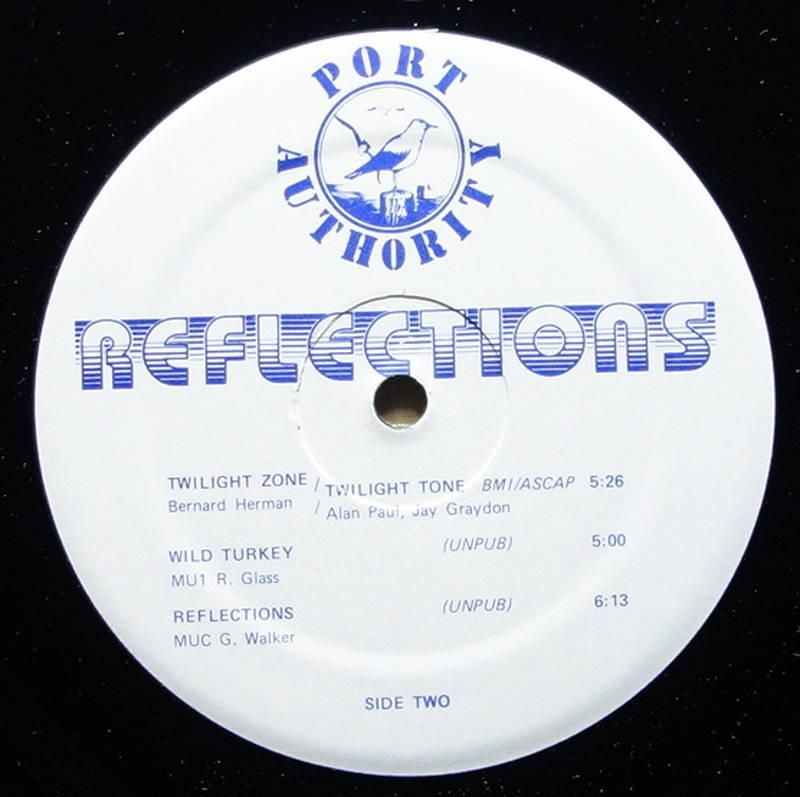 PORT
AUTHORITY
REFLECTIONS
TWILIGHT ZONE / TWILIGHT TONE BMI/ASCAP 5:26
Bernard Herman / Alan Paul, Jay Graydon
WILD TURKEY (UNPUB) 5:00
MU1 R. Glass
REFLECTIONS (UNPUB) 6:13
MUC G. Walker
SIDE TWO